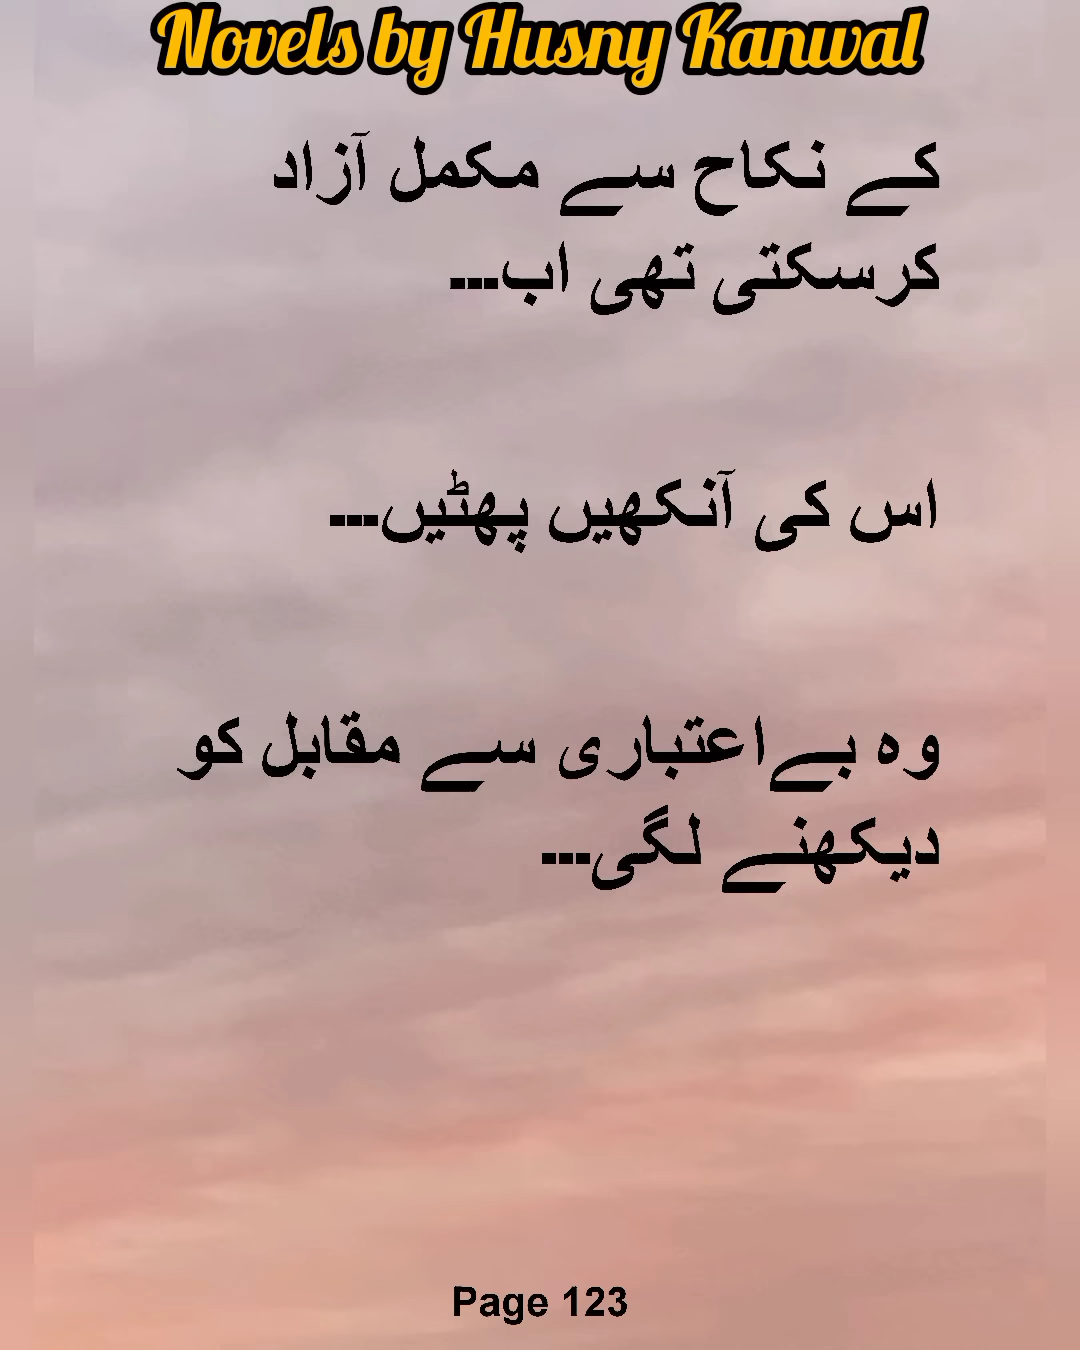 Novels by Husny Kanwal
کے نکاح سے مکمل آزاد
کرسکتی تھی اب۔۔۔
اس کی آنکھیں پھٹیں۔۔۔
وہ بےاعتباری سے مقابل کو
دیکھنے لگی۔۔۔
Page 123